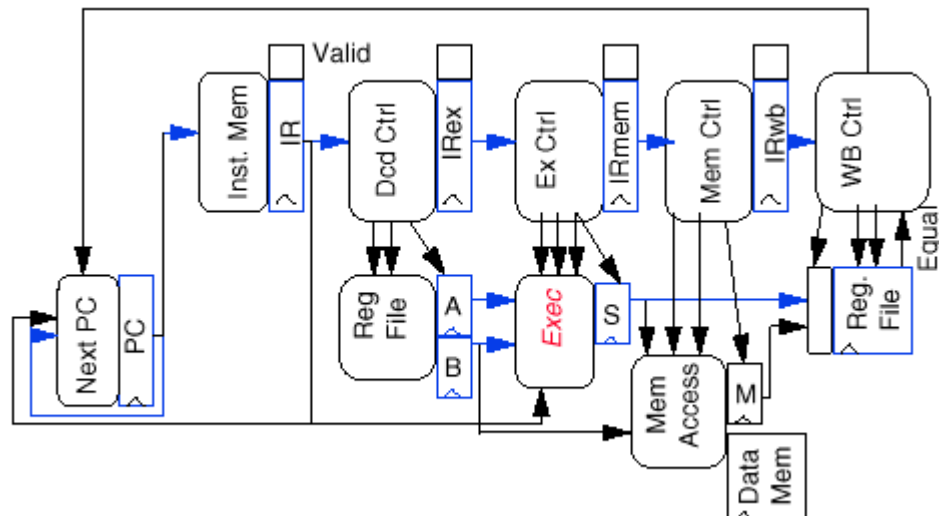 Valid
Inst. Mem
IR
Dcd Ctrl
IRex
Ex Ctrl
IRmem
Mem Ctrl
IRwb
WB Ctrl
Equal
Next PC
PC
Reg
File
A
B
Exec
S
Mem
Access
M
Data
Mem
Reg.
File